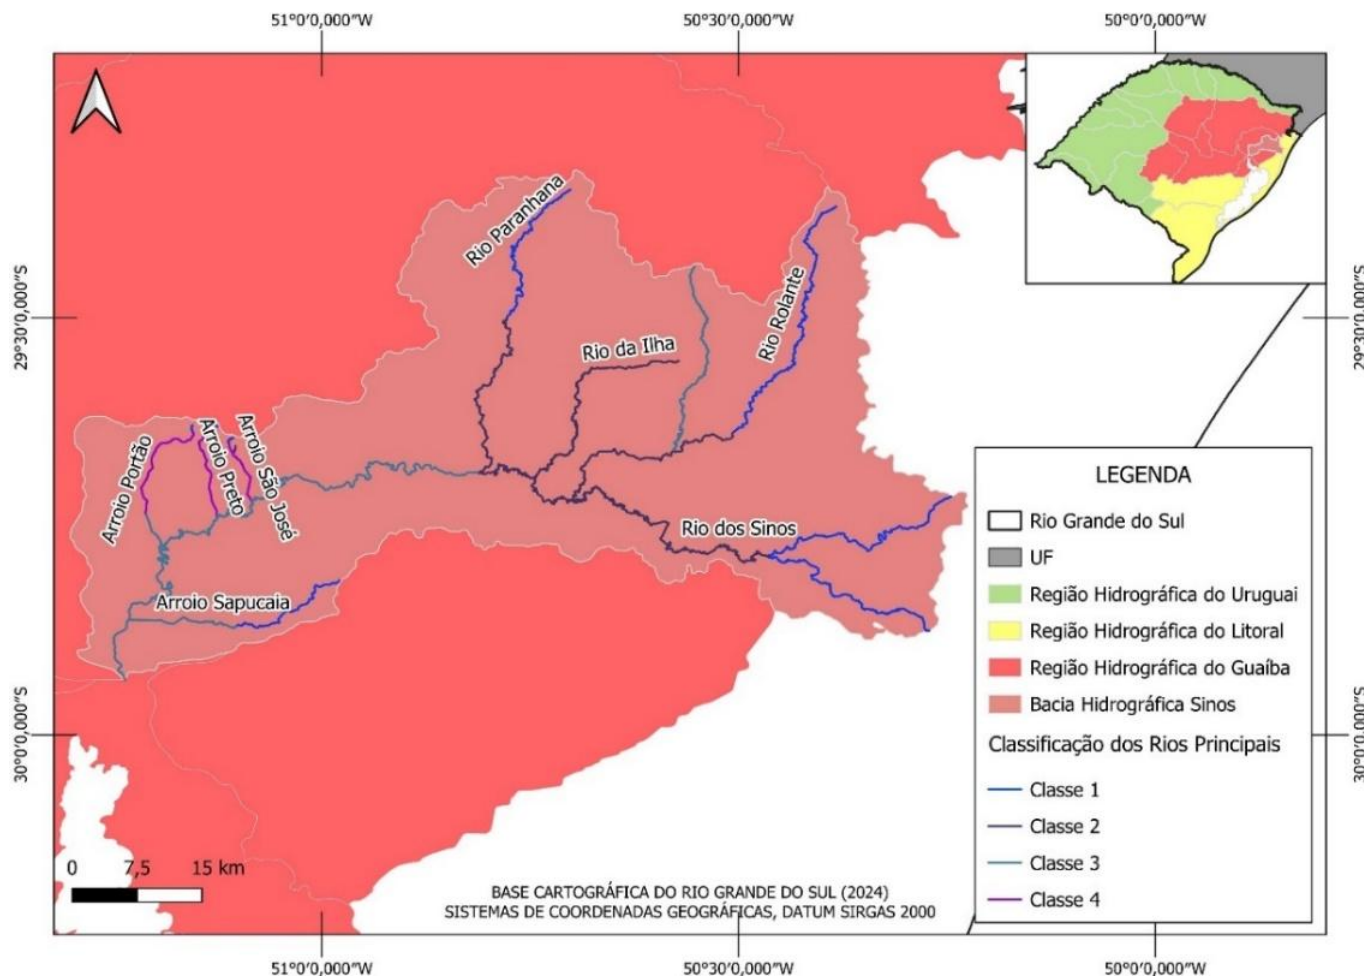 51°0'0,000"W
50°30'0,000"W
50°0'0,000"W
29°30'0,000"S
29°30'0,000"S
30°0'0,000"S
30°0'0,000"S
Rio Paranhana
Rio da Ilha
Rio Rolante
Arroio Portão
Arroio Preto
Arroio São José
Rio dos Sinos
Arroio Sapucaia
LEGENDA
Rio Grande do Sul
UF
Região Hidrográfica do Uruguai
Região Hidrográfica do Litoral
Região Hidrográfica do Guaíba
Bacia Hidrográfica Sinos
Classificação dos Rios Principais
Classe 1
Classe 2
Classe 3
Classe 4
0 7,5 15 km
BASE CARTOGRÁFICA DO RIO GRANDE DO SUL (2024)
SISTEMAS DE COORDENADAS GEOGRÁFICAS, DATUM SIRGAS 2000
51°0'0,000"W
50°30'0,000"W
50°0'0,000"W